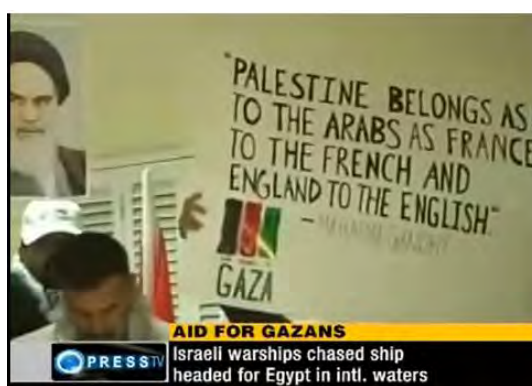 "PALESTINE BELONGS AS
TO THE ARABS AS FRANCE
TO THE FRENCH AND
ENGLAND TO THE ENGLISH"
GAZA
AID FOR GAZANS
PRESSTV
Israeli warships chased ship
headed for Egypt in intl. waters